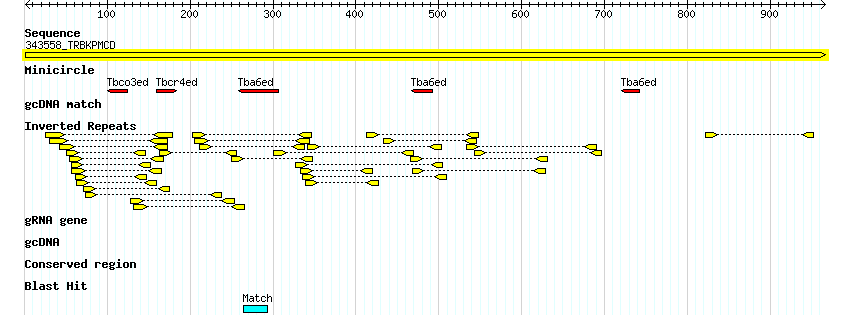 100 200 300 400 500 600 700 800 900
Sequence
343558_TRBKPMCD
Minicircle
Tbco3ed Tbcr4ed Tba6ed Tba6ed Tba6ed
gcDNA match
Inverted Repeats
gRNA gene
gcDNA
Conserved region
Blast Hit
Match